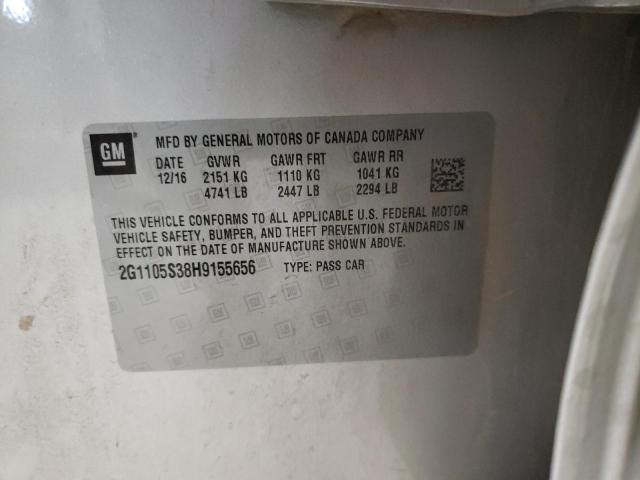 GM
MFD BY GENERAL MOTORS OF CANADA COMPANY
DATE GVWR GAWR FRT GAWR RR
12/16 2151 KG 1110 KG 1041 KG
4741 LB 2447 LB 2294 LB
THIS VEHICLE CONFORMS TO ALL APPLICABLE U.S. FEDERAL MOTOR
VEHICLE SAFETY, BUMPER, AND THEFT PREVENTION STANDARDS IN
EFFECT ON THE DATE OF MANUFACTURE SHOWN ABOVE.
2G1105S38H9155656 TYPE: PASS CAR